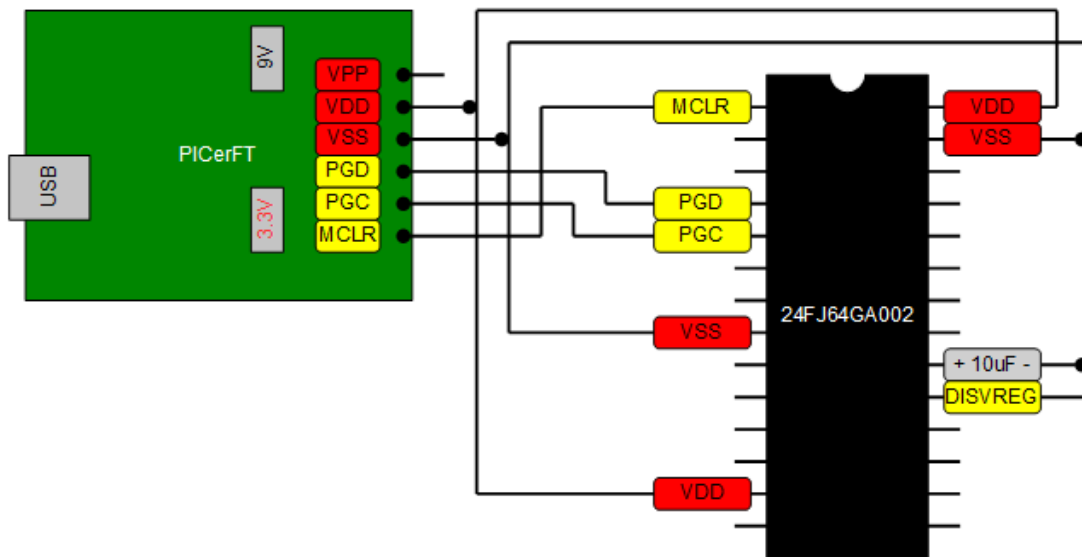 9V
VPP
VDD
VSS
PGD
PGC
MCLR
PICerFT
USB
3.3V
MCLR
PGD
PGC
VSS
VDD
24FJ64GA002
VDD
VSS
+ 10uF -
DISVREG